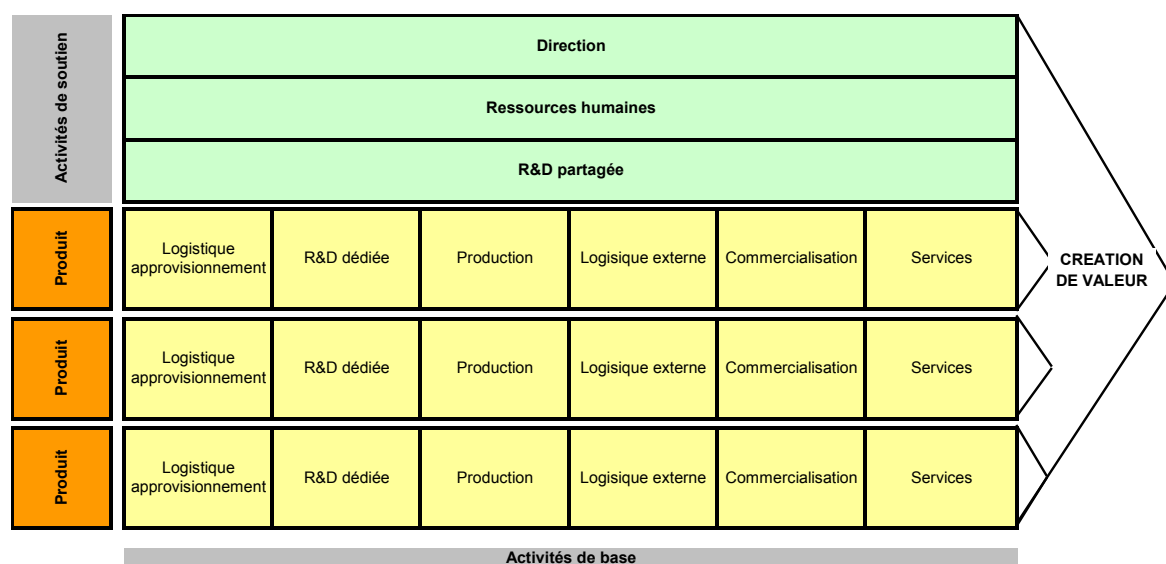 Activités de soutien
Direction
Ressources humaines
R&D partagée
Produit
Logistique
approvisionnement
R&D dédiée
Production
Logisique externe
Commercialisation
Services
CREATION
DE VALEUR
Produit
Logistique
approvisionnement
R&D dédiée
Production
Logisique externe
Commercialisation
Services
Produit
Logistique
approvisionnement
R&D dédiée
Production
Logisique externe
Commercialisation
Services
Activités de base